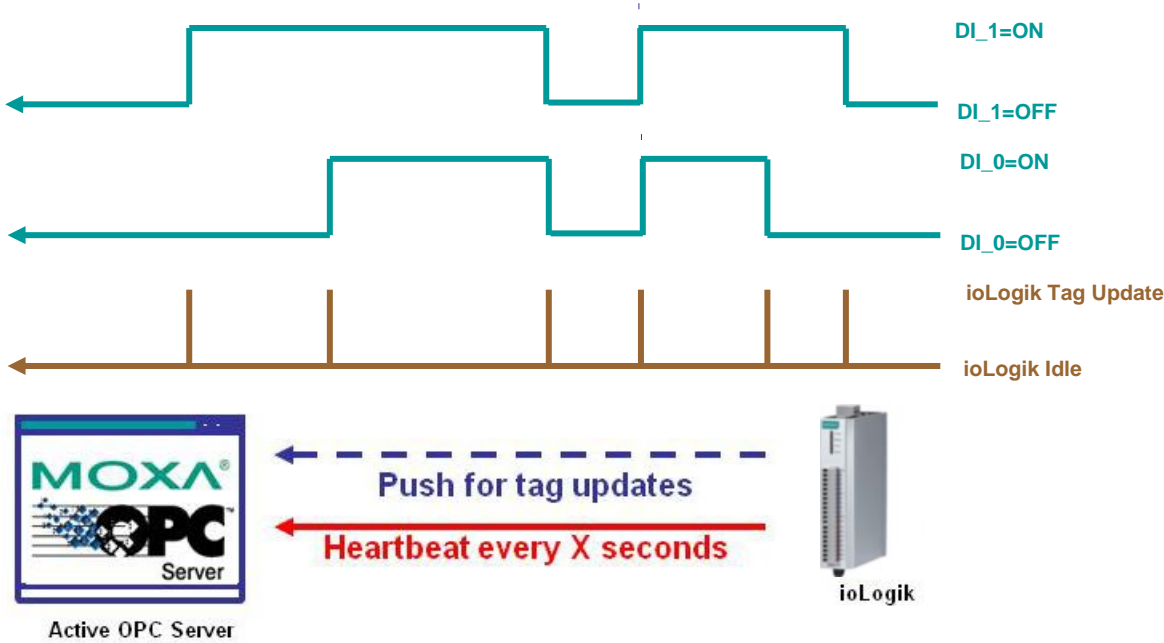 DI_1=ON
DI_1=OFF
DI_0=ON
DI_0=OFF
ioLogik Tag Update
ioLogik Idle
MOXA®
OPC™
Server
Push for tag updates
Heartbeat every X seconds
ioLogik
Active OPC Server